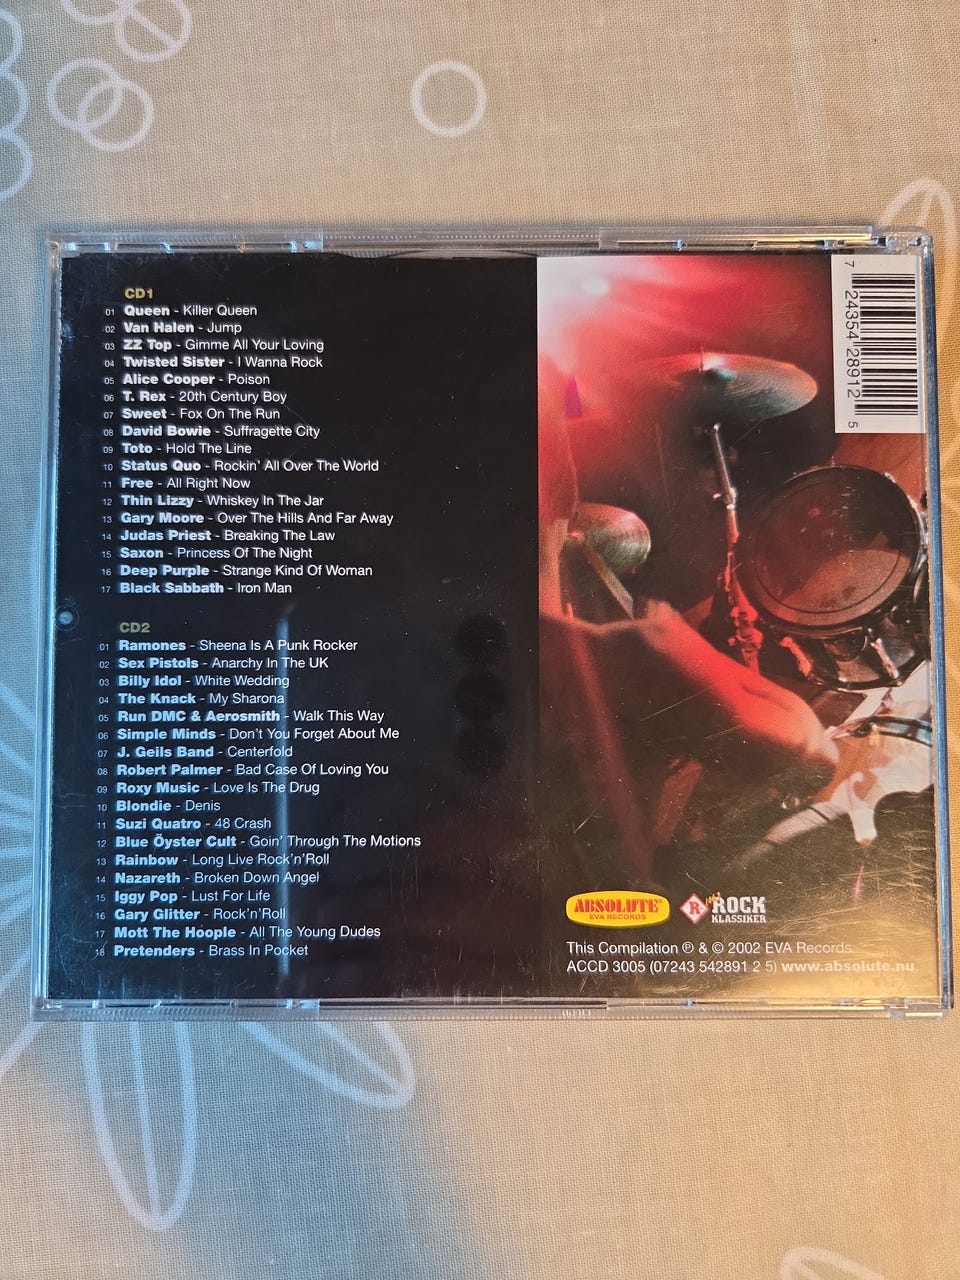 CD1
01 Queen - Killer Queen
02 Van Halen - Jump
03 ZZ Top - Gimme All Your Loving
04 Twisted Sister - I Wanna Rock
05 Alice Cooper - Poison
06 T. Rex - 20th Century Boy
07 Sweet - Fox On The Run
08 David Bowie - Suffragette City
09 Toto - Hold The Line
10 Status Quo - Rockin' All Over The World
11 Free - All Right Now
12 Thin Lizzy - Whiskey In The Jar
13 Gary Moore - Over The Hills And Far Away
14 Judas Priest - Breaking The Law
15 Saxon - Princess Of The Night
16 Deep Purple - Strange Kind Of Woman
17 Black Sabbath - Iron Man
CD2
01 Ramones - Sheena Is A Punk Rocker
02 Sex Pistols - Anarchy In The UK
03 Billy Idol - White Wedding
04 The Knack - My Sharona
05 Run DMC & Aerosmith - Walk This Way
06 Simple Minds - Don't You Forget About Me
07 J. Geils Band - Centerfold
08 Robert Palmer - Bad Case Of Loving You
09 Roxy Music - Love Is The Drug
10 Blondie - Denis
11 Suzi Quatro - 48 Crash
12 Blue Öyster Cult - Goin' Through The Motions
13 Rainbow - Long Live Rock'n'Roll
14 Nazareth - Broken Down Angel
15 Iggy Pop - Lust For Life
16 Gary Glitter - Rock'n'Roll
17 Mott The Hoople - All The Young Dudes
18 Pretenders - Brass In Pocket
7 24354 28912 5
ABSOLUTE
EVA RECORDS
R ROCK
KLASSIKER
This Compilation ℗ & © 2002 EVA Records
ACCD 3005 (07243 542891 2 5) www.absolute.nu